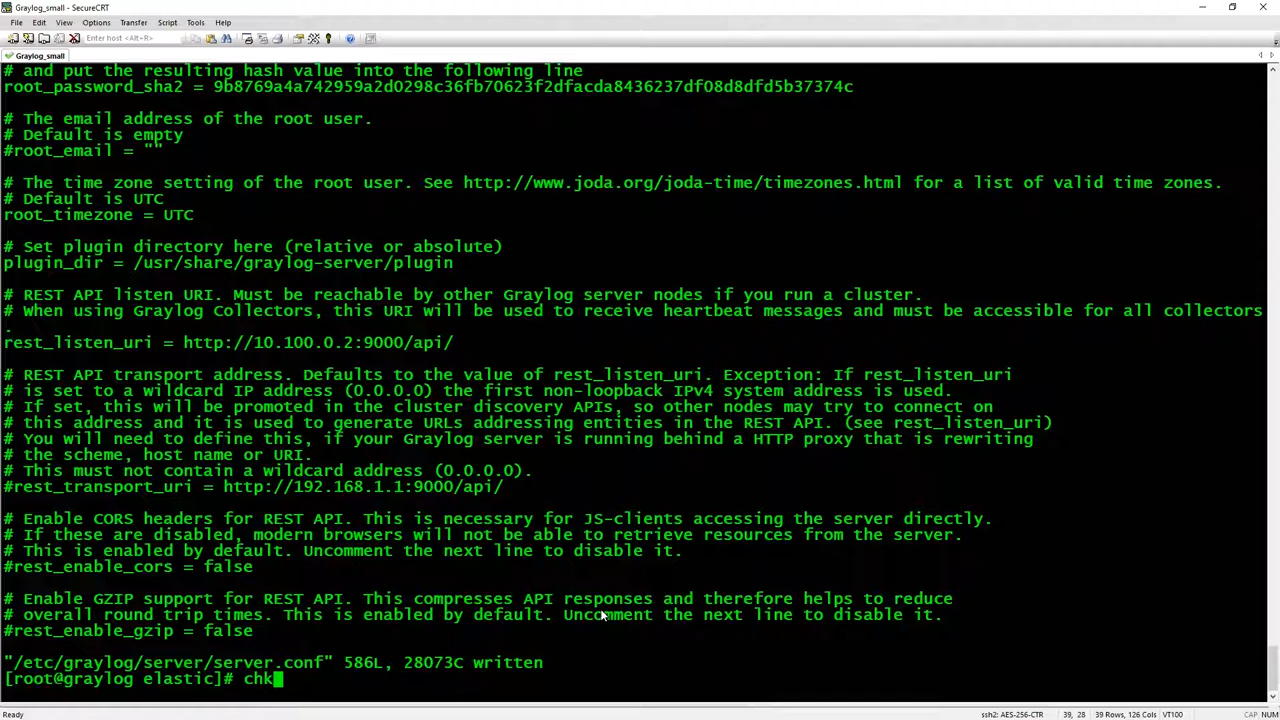 Graylog_small - SecureCRT
File Edit View Options Transfer Script Tools Help
Enter host <Alt+R>
Graylog_small
# and put the resulting hash value into the following line
root_password_sha2 = 9b8769a4a742959a2d0298c36fb70623f2dfacda8436237df08d8dfd5b37374c
# The email address of the root user.
# Default is empty
#root_email = ""
# The time zone setting of the root user. See http://www.joda.org/joda-time/timezones.html for a list of valid time zones.
# Default is UTC
root_timezone = UTC
# Set plugin directory here (relative or absolute)
plugin_dir = /usr/share/graylog-server/plugin
# REST API listen URI. Must be reachable by other Graylog server nodes if you run a cluster.
# When using Graylog Collectors, this URI will be used to receive heartbeat messages and must be accessible for all collectors
.
rest_listen_uri = http://10.100.0.2:9000/api/
# REST API transport address. Defaults to the value of rest_listen_uri. Exception: If rest_listen_uri
# is set to a wildcard IP address (0.0.0.0) the first non-loopback IPv4 system address is used.
# If set, this will be promoted in the cluster discovery APIs, so other nodes may try to connect on
# this address and it is used to generate URLs addressing entities in the REST API. (see rest_listen_uri)
# You will need to define this, if your Graylog server is running behind a HTTP proxy that is rewriting
# the scheme, host name or URI.
# This must not contain a wildcard address (0.0.0.0).
#rest_transport_uri = http://192.168.1.1:9000/api/
# Enable CORS headers for REST API. This is necessary for JS-clients accessing the server directly.
# If these are disabled, modern browsers will not be able to retrieve resources from the server.
# This is enabled by default. Uncomment the next line to disable it.
#rest_enable_cors = false
# Enable GZIP support for REST API. This compresses API responses and therefore helps to reduce
# overall round trip times. This is enabled by default. Uncomment the next line to disable it.
#rest_enable_gzip = false
"/etc/graylog/server/server.conf" 586L, 28073C written
[root@graylog elastic]# chk
Ready ssh2: AES-256-CTR 39, 28 39 Rows, 126 Cols VT100 CAP NUM